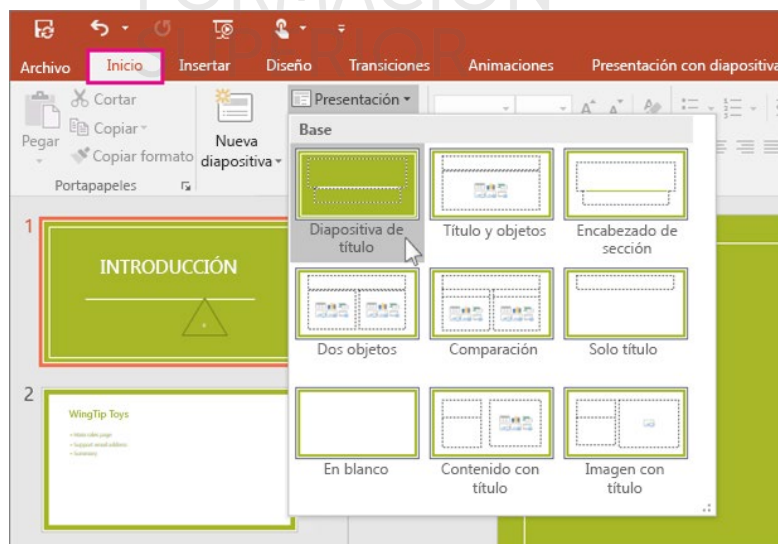 FORMACIÓN
SUPERIOR
Archivo Inicio Insertar Diseño Transiciones Animaciones Presentación con diapositiva
Pegar
Cortar
Copiar
Copiar formato
Portapapeles
Nueva
diapositiva
Presentación
Base
Diapositiva de
título
Título y objetos
Encabezado de
sección
Dos objetos
Comparación
Solo título
En blanco
Contenido con
título
Imagen con
título
1
INTRODUCCIÓN
2
WingTip Toys